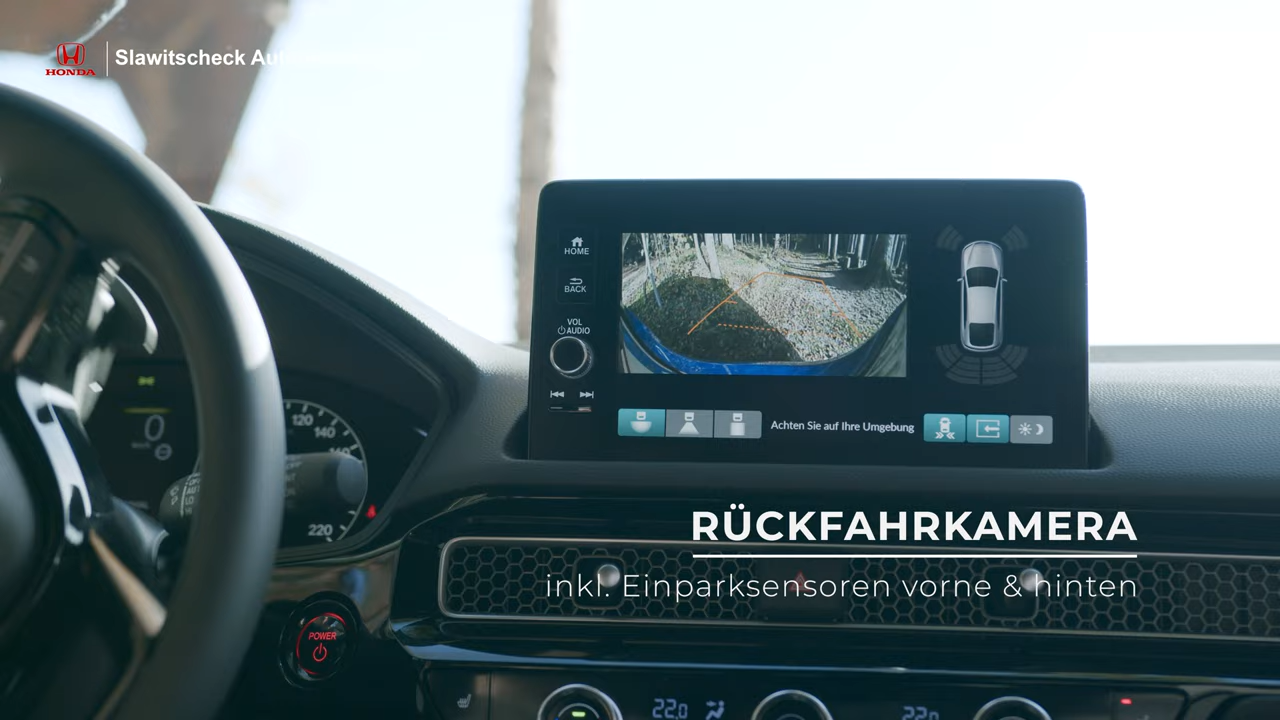 HONDA
Slawitscheck Auto
HOME
BACK
VOL
AUDIO
Achten Sie auf Ihre Umgebung
0
120
140
220
RÜCKFAHRKAMERA
inkl. Einparksensoren vorne & hinten
POWER
22.0
22.0